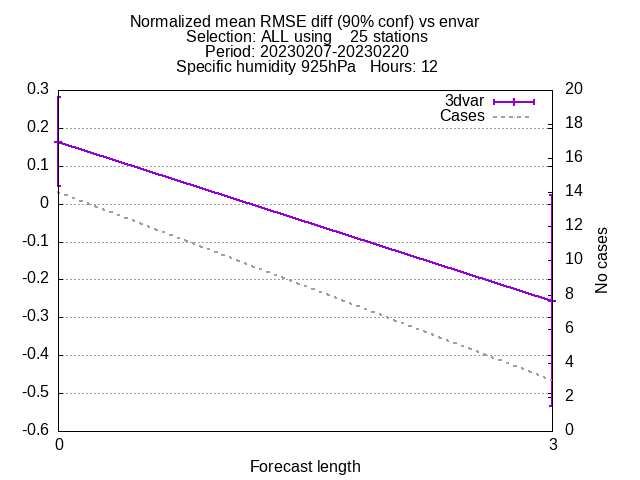 Normalized mean RMSE diff (90% conf) vs envar
Selection: ALL using    25 stations
Period: 20230207-20230220
Specific humidity 925hPa   Hours: 12
3dvar
Cases
0.3
0.2
0.1
0
-0.1
-0.2
-0.3
-0.4
-0.5
-0.6
20
18
16
14
12
10
8
6
4
2
0
No cases
0
3
Forecast length